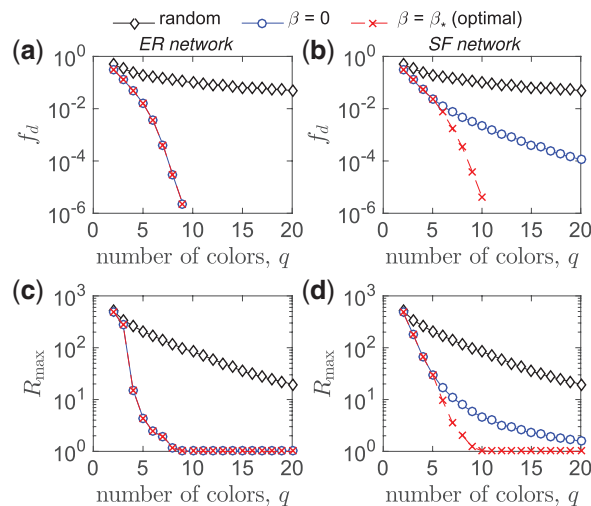 random β = 0 β = β⋆ (optimal)
ER network SF network
(a) (b)
10^0 10^0
10^-2 10^-2
f_d f_d
10^-4 10^-4
10^-6 10^-6
0 5 10 15 20 0 5 10 15 20
number of colors, q number of colors, q
(c) (d)
10^3 10^3
10^2 10^2
R_max R_max
10^1 10^1
10^0 10^0
0 5 10 15 20 0 5 10 15 20
number of colors, q number of colors, q